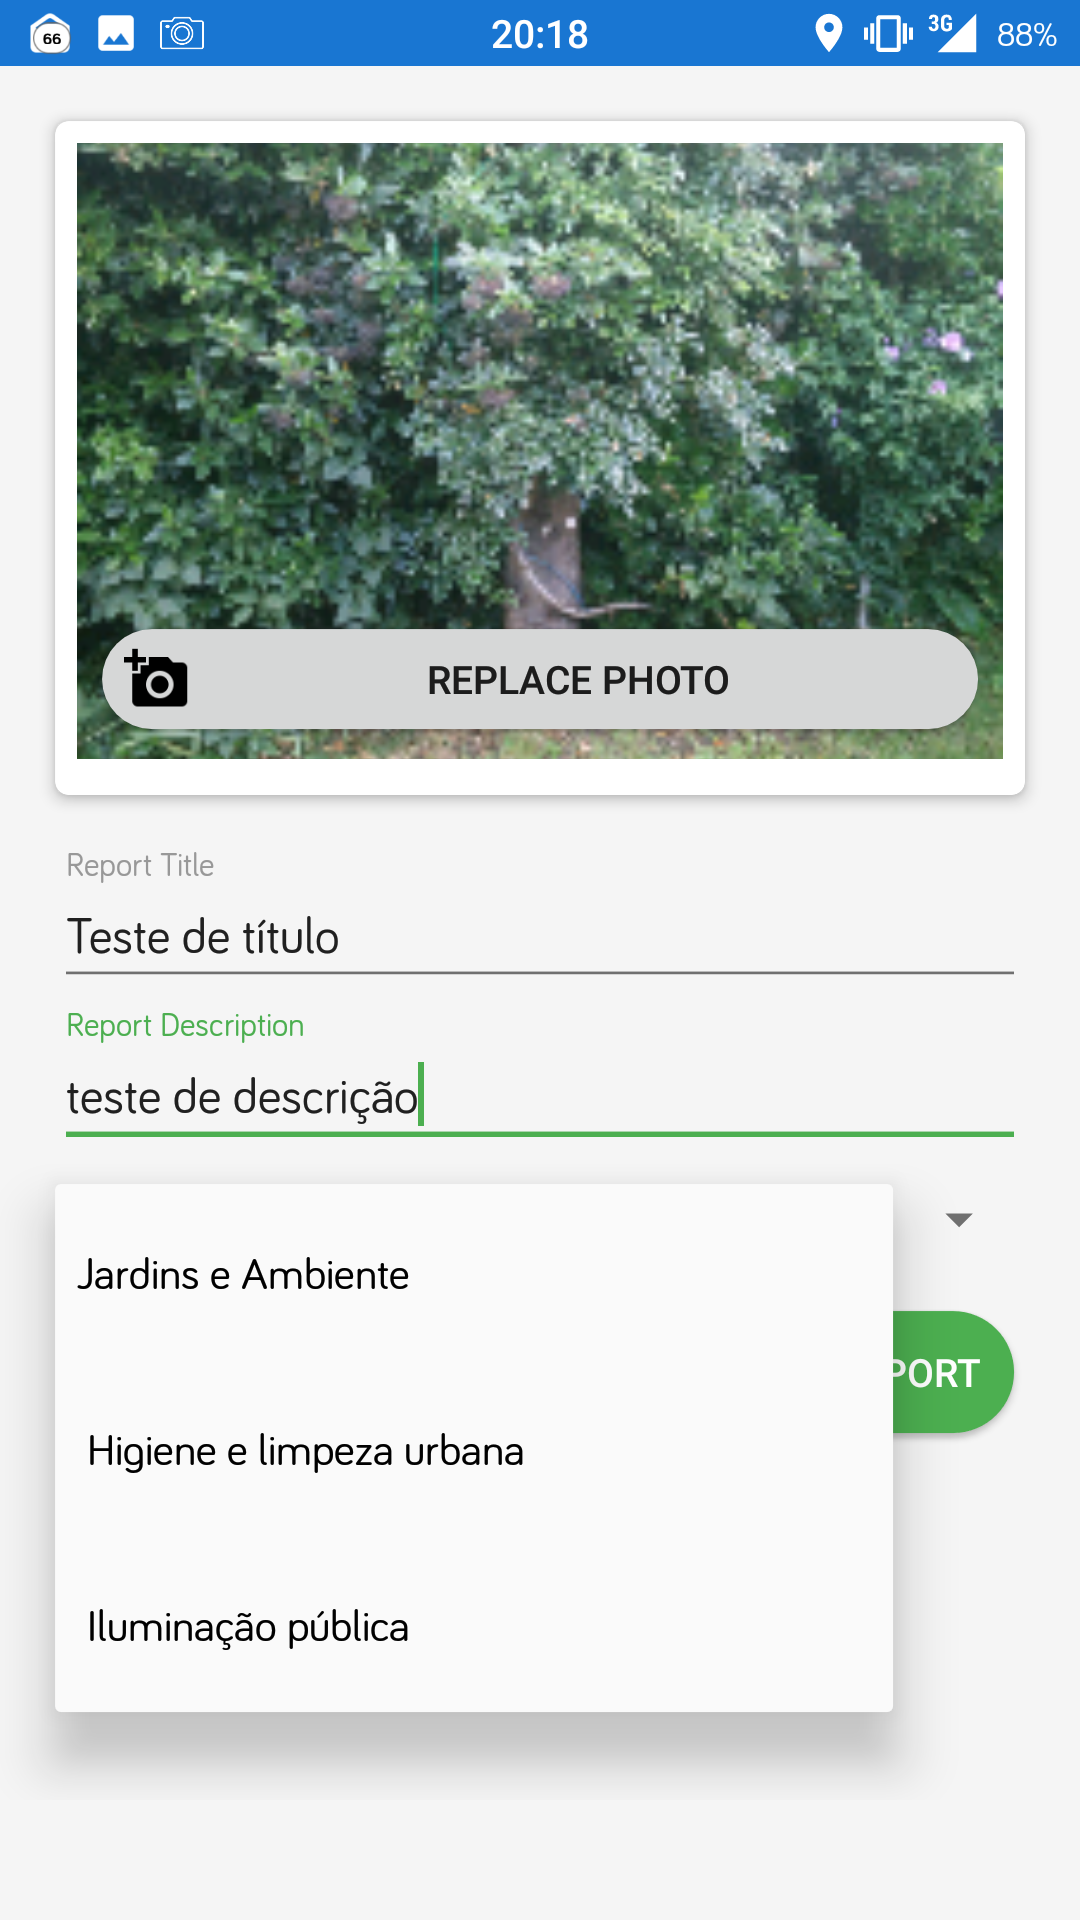 66
20:18
3G
88%
REPLACE PHOTO
Report Title
Teste de título
Report Description
teste de descrição
Jardins e Ambiente
PORT
Higiene e limpeza urbana
Iluminação pública